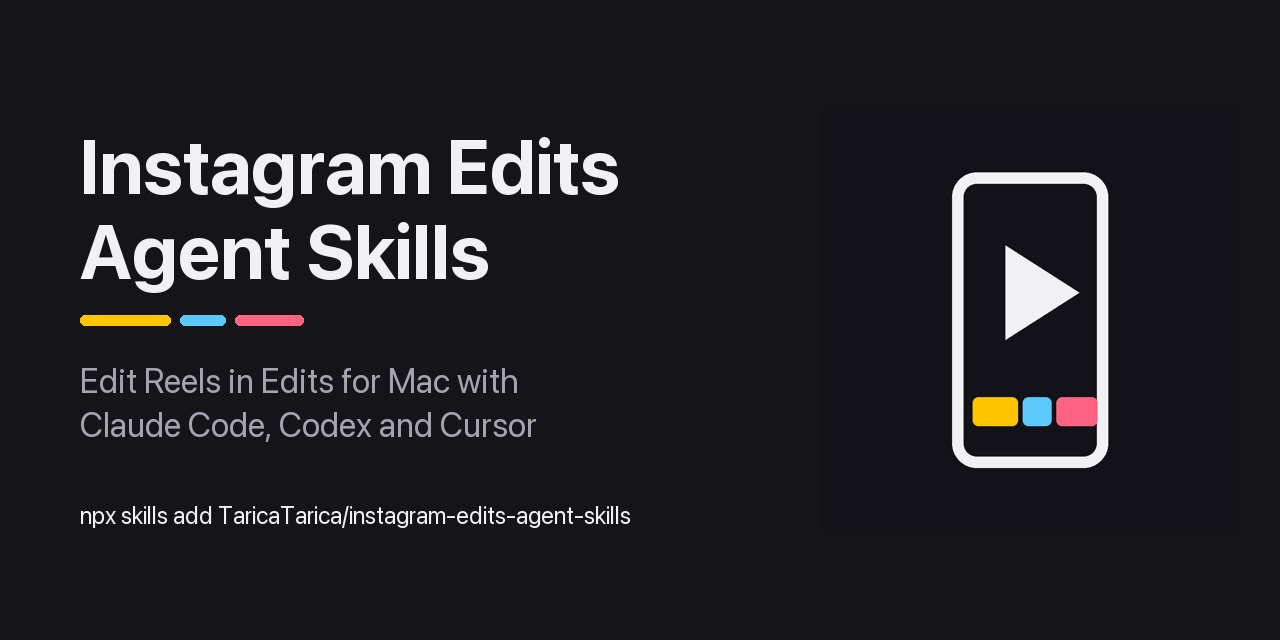 Instagram Edits
Agent Skills
Edit Reels in Edits for Mac with
Claude Code, Codex and Cursor
npx skills add TaricaTarica/instagram-edits-agent-skills